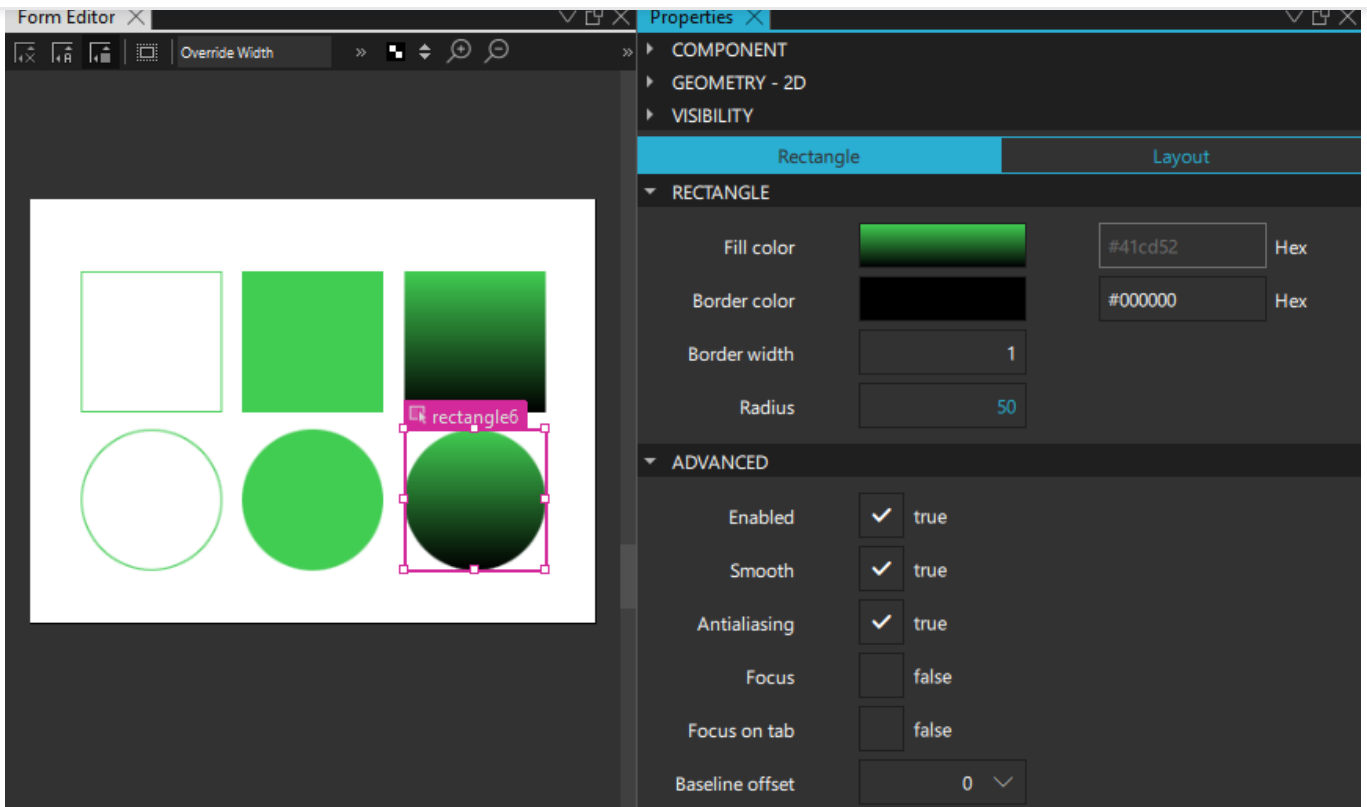 Form Editor
Properties
Override Width
»
»
COMPONENT
GEOMETRY - 2D
VISIBILITY
Rectangle
Layout
RECTANGLE
Fill color
#41cd52
Hex
Border color
#000000
Hex
Border width
1
Radius
50
rectangle6
ADVANCED
Enabled
true
Smooth
true
Antialiasing
true
Focus
false
Focus on tab
false
Baseline offset
0